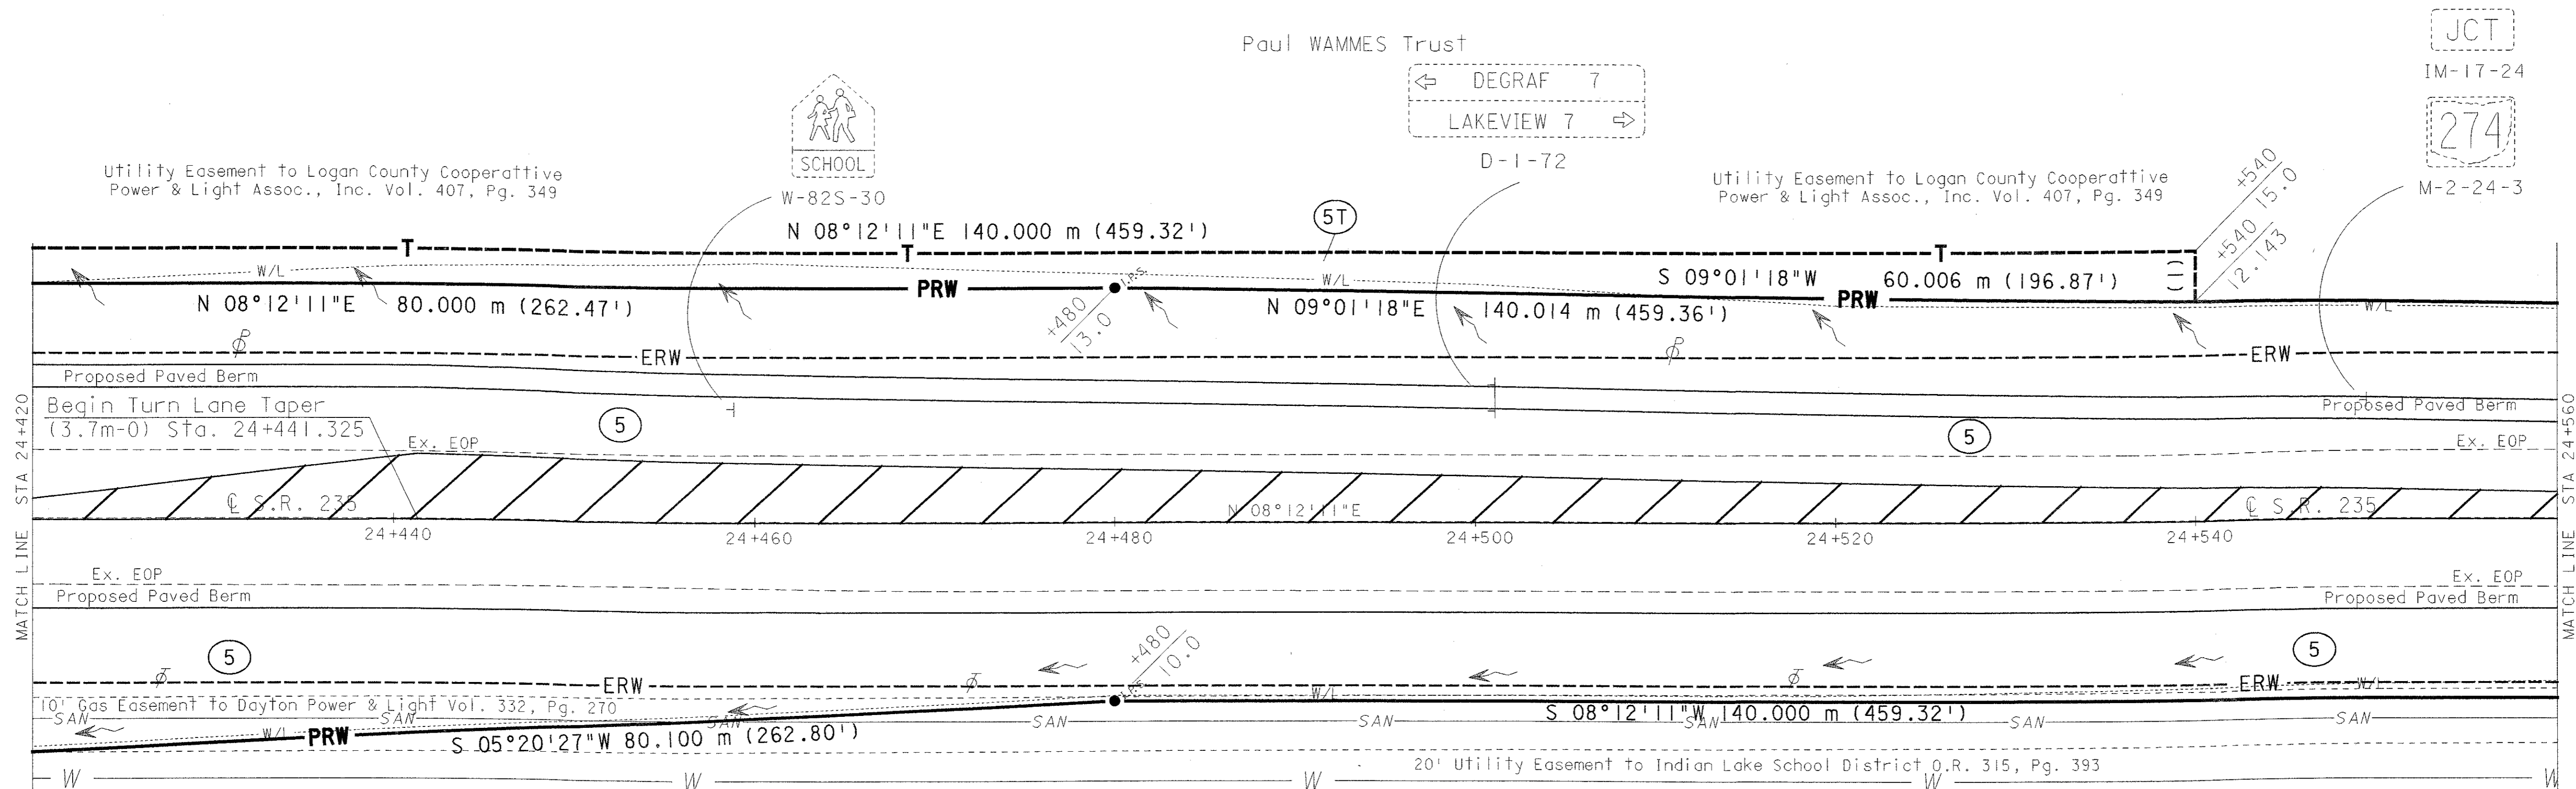 Paul WAMMES Trust
JCT
IM-17-24
274
M-2-24-3
DEGRAF 7
LAKEVIEW 7
D-1-72
SCHOOL
W-82S-30
Utility Easement to Logan County Cooperattive
Power & Light Assoc., Inc. Vol. 407, Pg. 349
Utility Easement to Logan County Cooperattive
Power & Light Assoc., Inc. Vol. 407, Pg. 349
+540
15.0
+540
12.143
N 08°12'11"E 140.000 m (459.32')
5T
T
T
T
W/L
W/L
W/L
I.P.S.
S 09°01'18"W 60.006 m (196.87')
N 08°12'11"E 80.000 m (262.47')
PRW
PRW
N 09°01'18"E 140.014 m (459.36')
+480
13.0
ERW
ERW
Proposed Paved Berm
Proposed Paved Berm
Begin Turn Lane Taper
(3.7m-0) Sta. 24+441.325
5
5
Ex. EOP
Ex. EOP
MATCH LINE STA 24+420
MATCH LINE STA 24+560
℄ S.R. 235
N 08°12'11"E
℄ S.R. 235
24+440
24+460
24+480
24+500
24+520
24+540
Ex. EOP
Ex. EOP
Proposed Paved Berm
Proposed Paved Berm
5
5
+480
10.0
ERW
ERW
W/L
W/L
10' Gas Easement to Dayton Power & Light Vol. 332, Pg. 270
SAN
SAN
SAN
SAN
SAN
SAN
SAN
SAN
S 08°12'11"W 140.000 m (459.32')
W/L
PRW
S 05°20'27"W 80.100 m (262.80')
20' Utility Easement to Indian Lake School District O.R. 315, Pg. 393
W
W
W
W
W